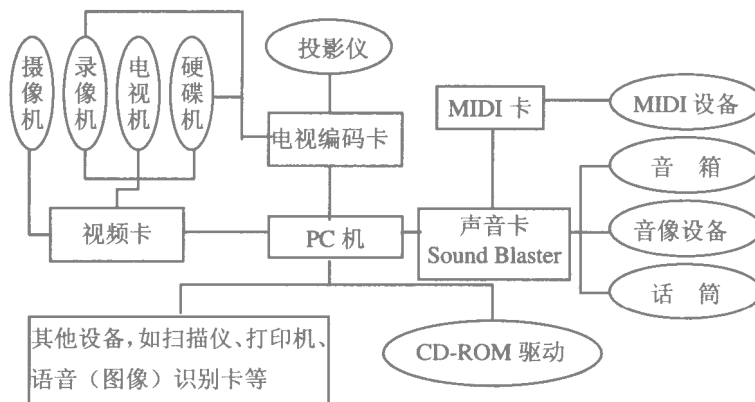 摄像机
录像机
电视机
硬碟机
投影仪
电视编码卡
MIDI 卡
MIDI 设备
音 箱
视频卡
PC 机
声音卡
Sound Blaster
音像设备
话 筒
其他设备,如扫描仪、打印机、
语音（图像）识别卡等
CD-ROM 驱动